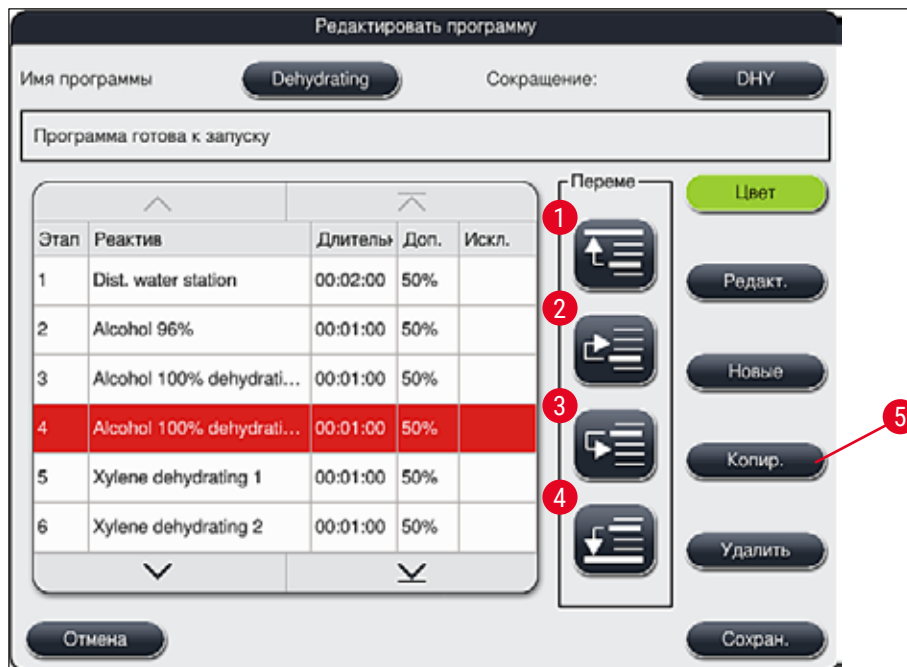 Редактировать программу
Имя программы Dehydrating Сокращение: DHY
Программа готова к запуску
Переме
Цвет
Этап Реактив Длительн Доп. Искл.
1 Dist. water station 00:02:00 50%
2 Alcohol 96% 00:01:00 50%
3 Alcohol 100% dehydrati... 00:01:00 50%
4 Alcohol 100% dehydrati... 00:01:00 50%
5 Xylene dehydrating 1 00:01:00 50%
6 Xylene dehydrating 2 00:01:00 50%
1
2
3
4
Редакт.
Новые
Копир.
5
Удалить
Отмена Сохран.